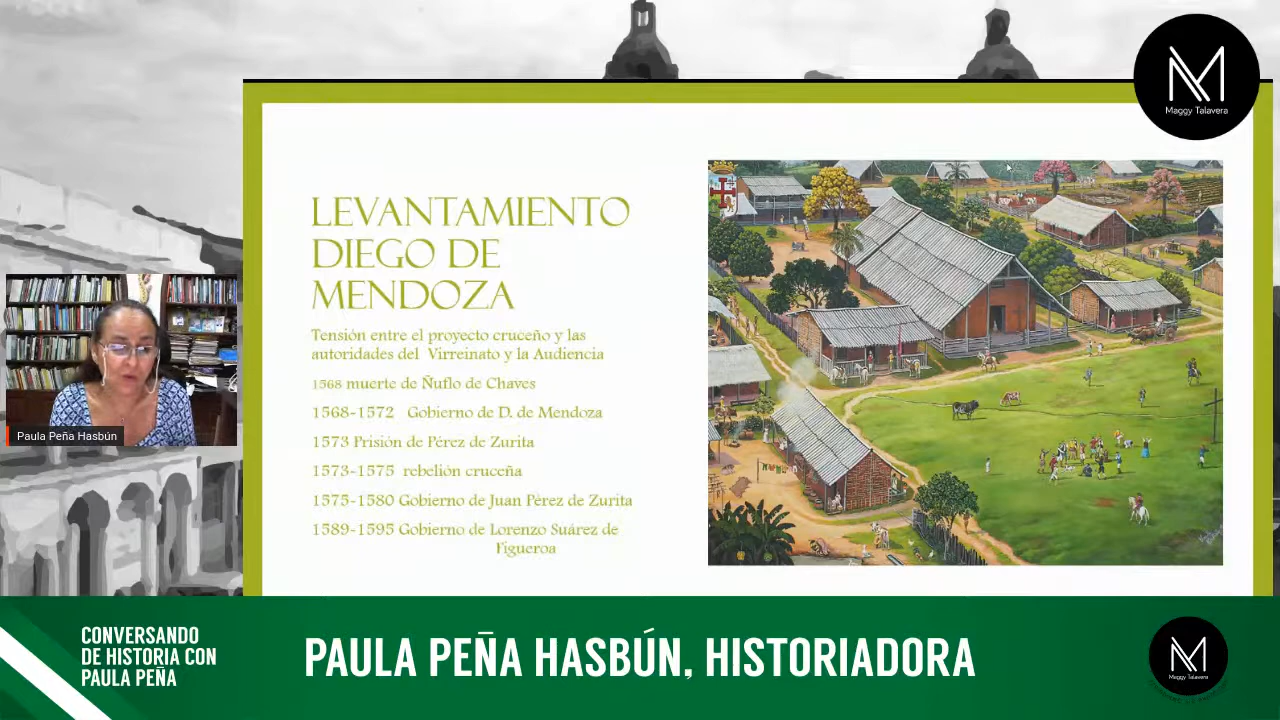 M
Maggy Talavera
LEVANTAMIENTO
DIEGO DE
MENDOZA
Tensión entre el proyecto cruceño y las
autoridades del Virreinato y la Audiencia
1568 muerte de Ñuflo de Chaves
1568-1572 Gobierno de D. de Mendoza
1573 Prisión de Pérez de Zurita
1573-1575 rebelión cruceña
1575-1580 Gobierno de Juan Pérez de Zurita
1589-1595 Gobierno de Lorenzo Suárez de
Figueroa
Paula Peña Hasbún
CONVERSANDO
DE HISTORIA CON
PAULA PEÑA
PAULA PEÑA HASBÚN, HISTORIADORA
M
Maggy Talavera